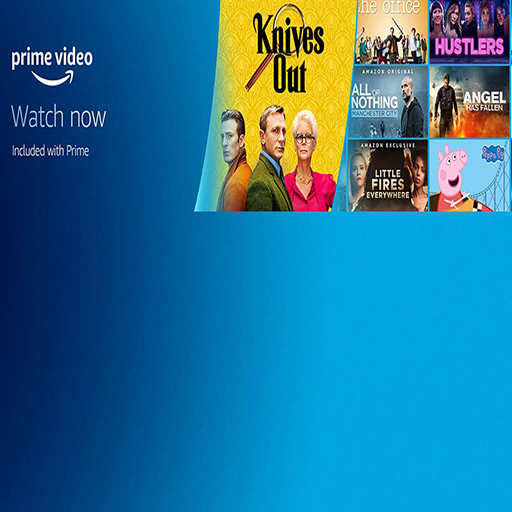 prime video
Watch now
Included with Prime
Knives
Out
the office
HUSTLERS
AMAZON ORIGINAL
ALL OR
NOTHING
MANCHESTER CITY
ANGEL
HAS FALLEN
AMAZON EXCLUSIVE
LITTLE
FIRES
EVERYWHERE
Peppa Pig